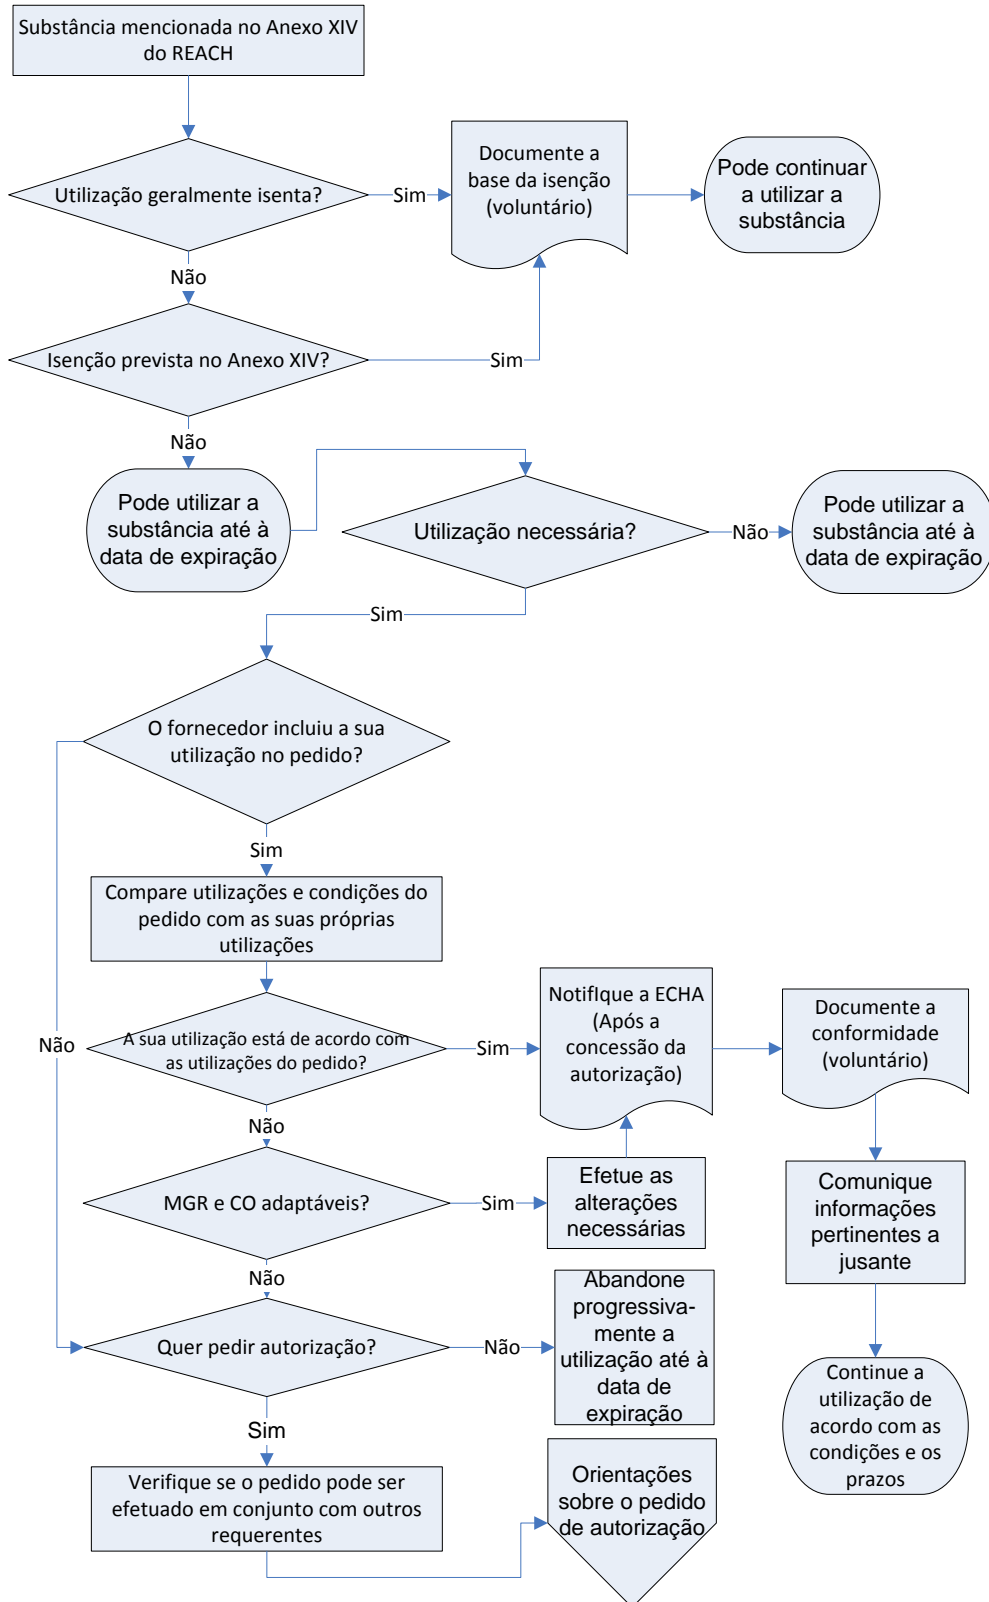 Substância mencionada no Anexo XIV
do REACH
Utilização geralmente isenta?
Sim
Documente a
base da isenção
(voluntário)
Pode continuar
a utilizar a
substância
Não
Isenção prevista no Anexo XIV?
Sim
Não
Pode utilizar a
substância até à
data de expiração
Utilização necessária?
Não
Pode utilizar a
substância até à
data de expiração
Sim
O fornecedor incluiu a sua
utilização no pedido?
Sim
Compare utilizações e condições do
pedido com as suas próprias
utilizações
Não
A sua utilização está de acordo com
as utilizações do pedido?
Sim
NotifIque a ECHA
(Após a
concessão da
autorização)
Documente a
conformidade
(voluntário)
Não
MGR e CO adaptáveis?
Sim
Efetue as
alterações
necessárias
Comunique
informações
pertinentes a
jusante
Não
Quer pedir autorização?
Não
Abandone
progressiva-
mente a
utilização até à
data de
expiração
Continue a
utilização de
acordo com as
condições e os
prazos
Sim
Verifique se o pedido pode ser
efetuado em conjunto com outros
requerentes
Orientações
sobre o pedido
de autorização